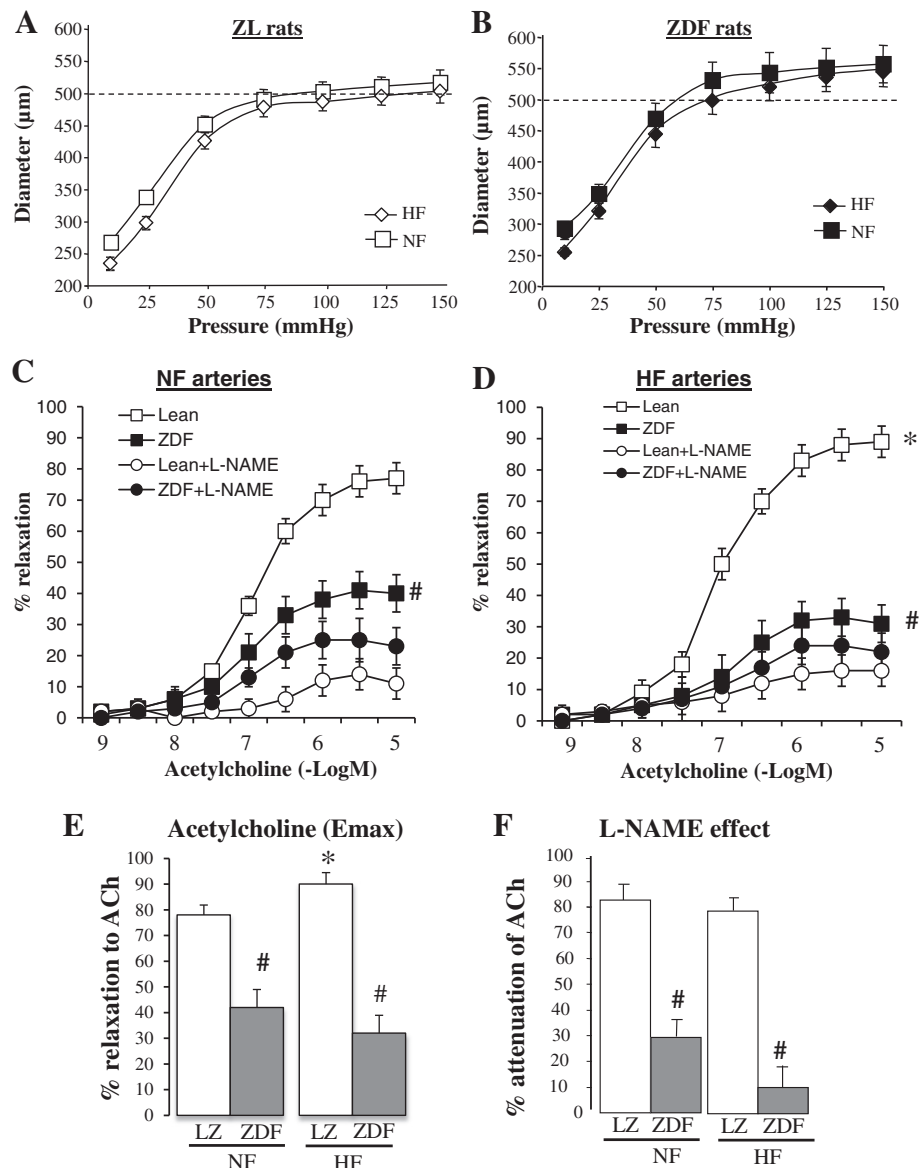 A
ZL rats
Diameter (µm)
600
550
500
450
400
350
300
250
200
HF
NF
0 25 50 75 100 125 150
Pressure (mmHg)
B
ZDF rats
Diameter (µm)
600
550
500
450
400
350
300
250
200
HF
NF
0 25 50 75 100 125 150
Pressure (mmHg)
C
NF arteries
% relaxation
100
90
80
70
60
50
40
30
20
10
0
Lean
ZDF
Lean+L-NAME
ZDF+L-NAME
#
9 8 7 6 5
Acetylcholine (-LogM)
D
HF arteries
% relaxation
100
90
80
70
60
50
40
30
20
10
0
Lean
ZDF
Lean+L-NAME
ZDF+L-NAME
*
#
9 8 7 6 5
Acetylcholine (-LogM)
E
Acetylcholine (Emax)
% relaxation to ACh
100
90
80
70
60
50
40
30
20
10
0
#
*
#
LZ ZDF LZ ZDF
NF HF
F
L-NAME effect
% attenuation of ACh
100
90
80
70
60
50
40
30
20
10
0
#
#
LZ ZDF LZ ZDF
NF HF